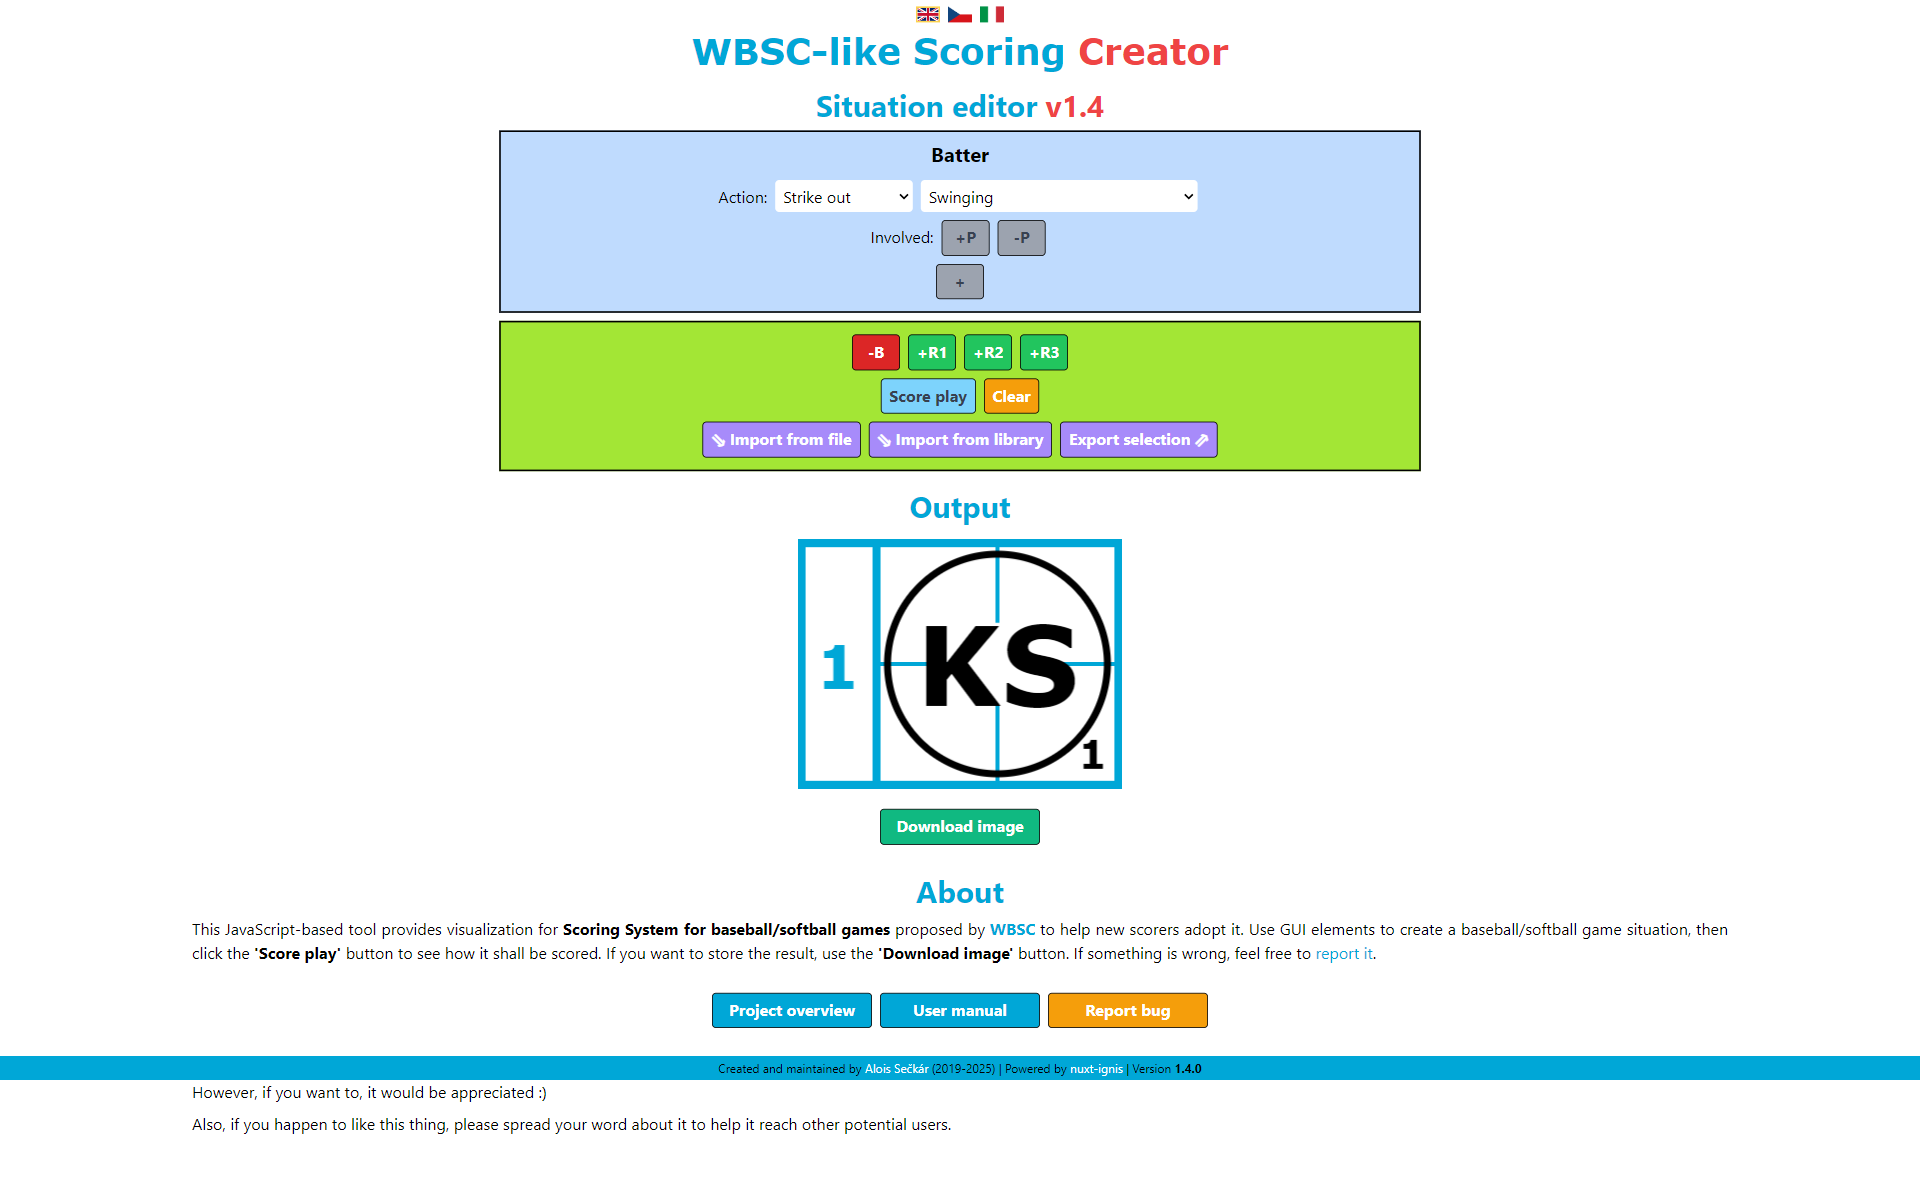 WBSC-like Scoring Creator
Situation editor v1.4
Batter
Action: Strike out Swinging
Involved: +P -P
+
-B +R1 +R2 +R3
Score play Clear
⇘ Import from file ⇘ Import from library Export selection ⇗
Output
1 KS 1
Download image
About
This JavaScript-based tool provides visualization for Scoring System for baseball/softball games proposed by WBSC to help new scorers adopt it. Use GUI elements to create a baseball/softball game situation, then
click the 'Score play' button to see how it shall be scored. If you want to store the result, use the 'Download image' button. If something is wrong, feel free to report it.
Project overview User manual Report bug
Created and maintained by Alois Sečkár (2019-2025) | Powered by nuxt-ignis | Version 1.4.0
However, if you want to, it would be appreciated :)
Also, if you happen to like this thing, please spread your word about it to help it reach other potential users.